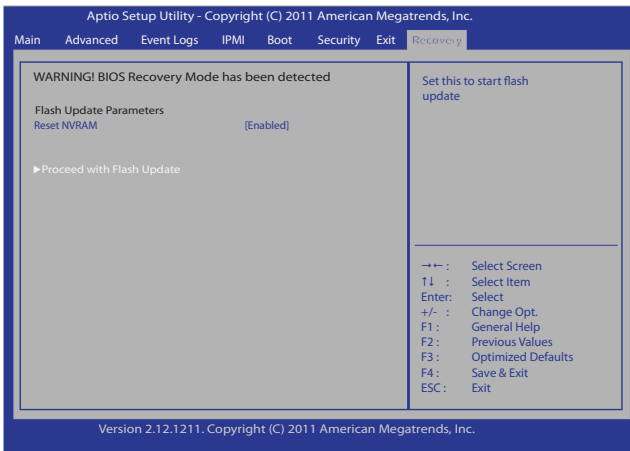 Aptio Setup Utility - Copyright (C) 2011 American Megatrends, Inc.
Main Advanced Event Logs IPMI Boot Security Exit Recovery
WARNING! BIOS Recovery Mode has been detected
Flash Update Parameters
Reset NVRAM [Enabled]
►Proceed with Flash Update
Set this to start flash
update
→← : Select Screen
↑↓ : Select Item
Enter: Select
+/- : Change Opt.
F1 : General Help
F2 : Previous Values
F3 : Optimized Defaults
F4 : Save & Exit
ESC : Exit
Version 2.12.1211. Copyright (C) 2011 American Megatrends, Inc.